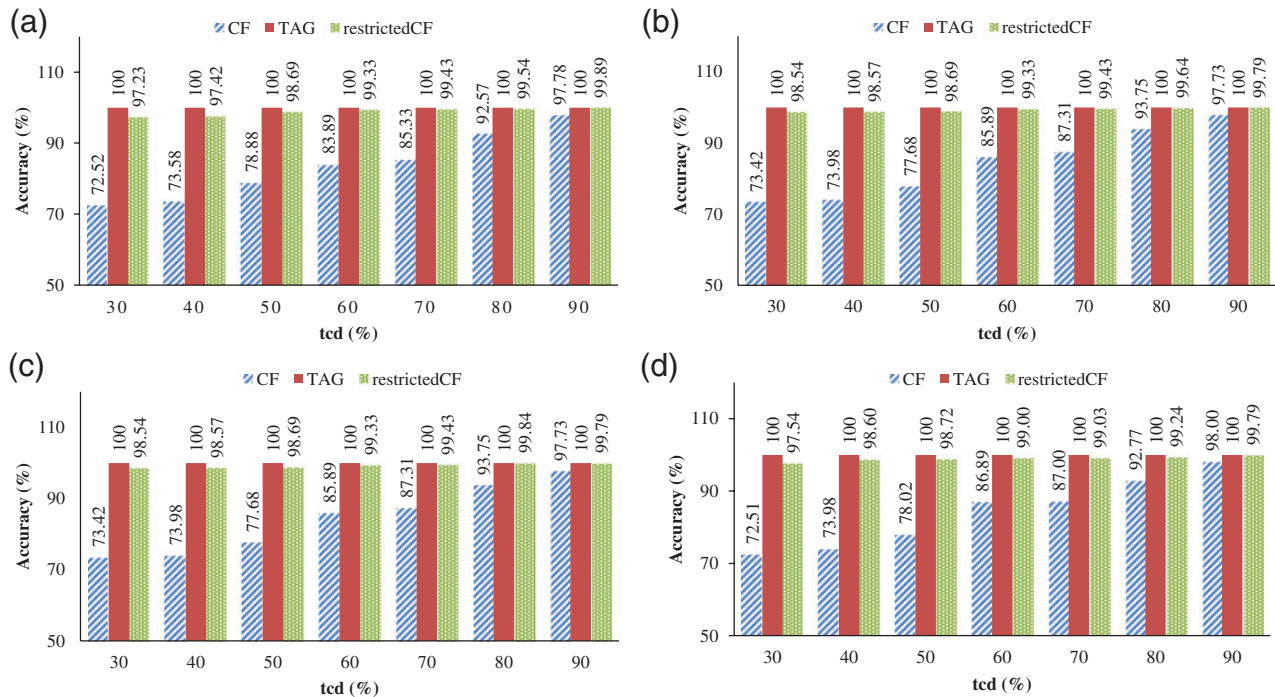 (a)
CF TAG restrictedCF
Accuracy (%)
110
90
70
50
72.52 100 97.23
73.58 100 97.42
78.88 100 98.69
83.89 100 99.33
85.33 100 99.43
92.57 100 99.54
97.78 100 99.89
30 40 50 60 70 80 90
tcd (%)
(b)
CF TAG restrictedCF
Accuracy (%)
110
90
70
50
73.42 100 98.54
73.98 100 98.57
77.68 100 98.69
85.89 100 99.33
87.31 100 99.43
93.75 100 99.64
97.73 100 99.79
30 40 50 60 70 80 90
tcd (%)
(c)
CF TAG restrictedCF
Accuracy (%)
110
90
70
50
73.42 100 98.54
73.98 100 98.57
77.68 100 98.69
85.89 100 99.33
87.31 100 99.43
93.75 100 99.84
97.73 100 99.79
30 40 50 60 70 80 90
tcd (%)
(d)
CF TAG restrictedCF
Accuracy (%)
110
90
70
50
72.51 100 97.54
73.98 100 98.60
78.02 100 98.72
86.89 100 99.00
87.00 100 99.03
92.77 100 99.24
98.00 100 99.79
30 40 50 60 70 80 90
tcd (%)